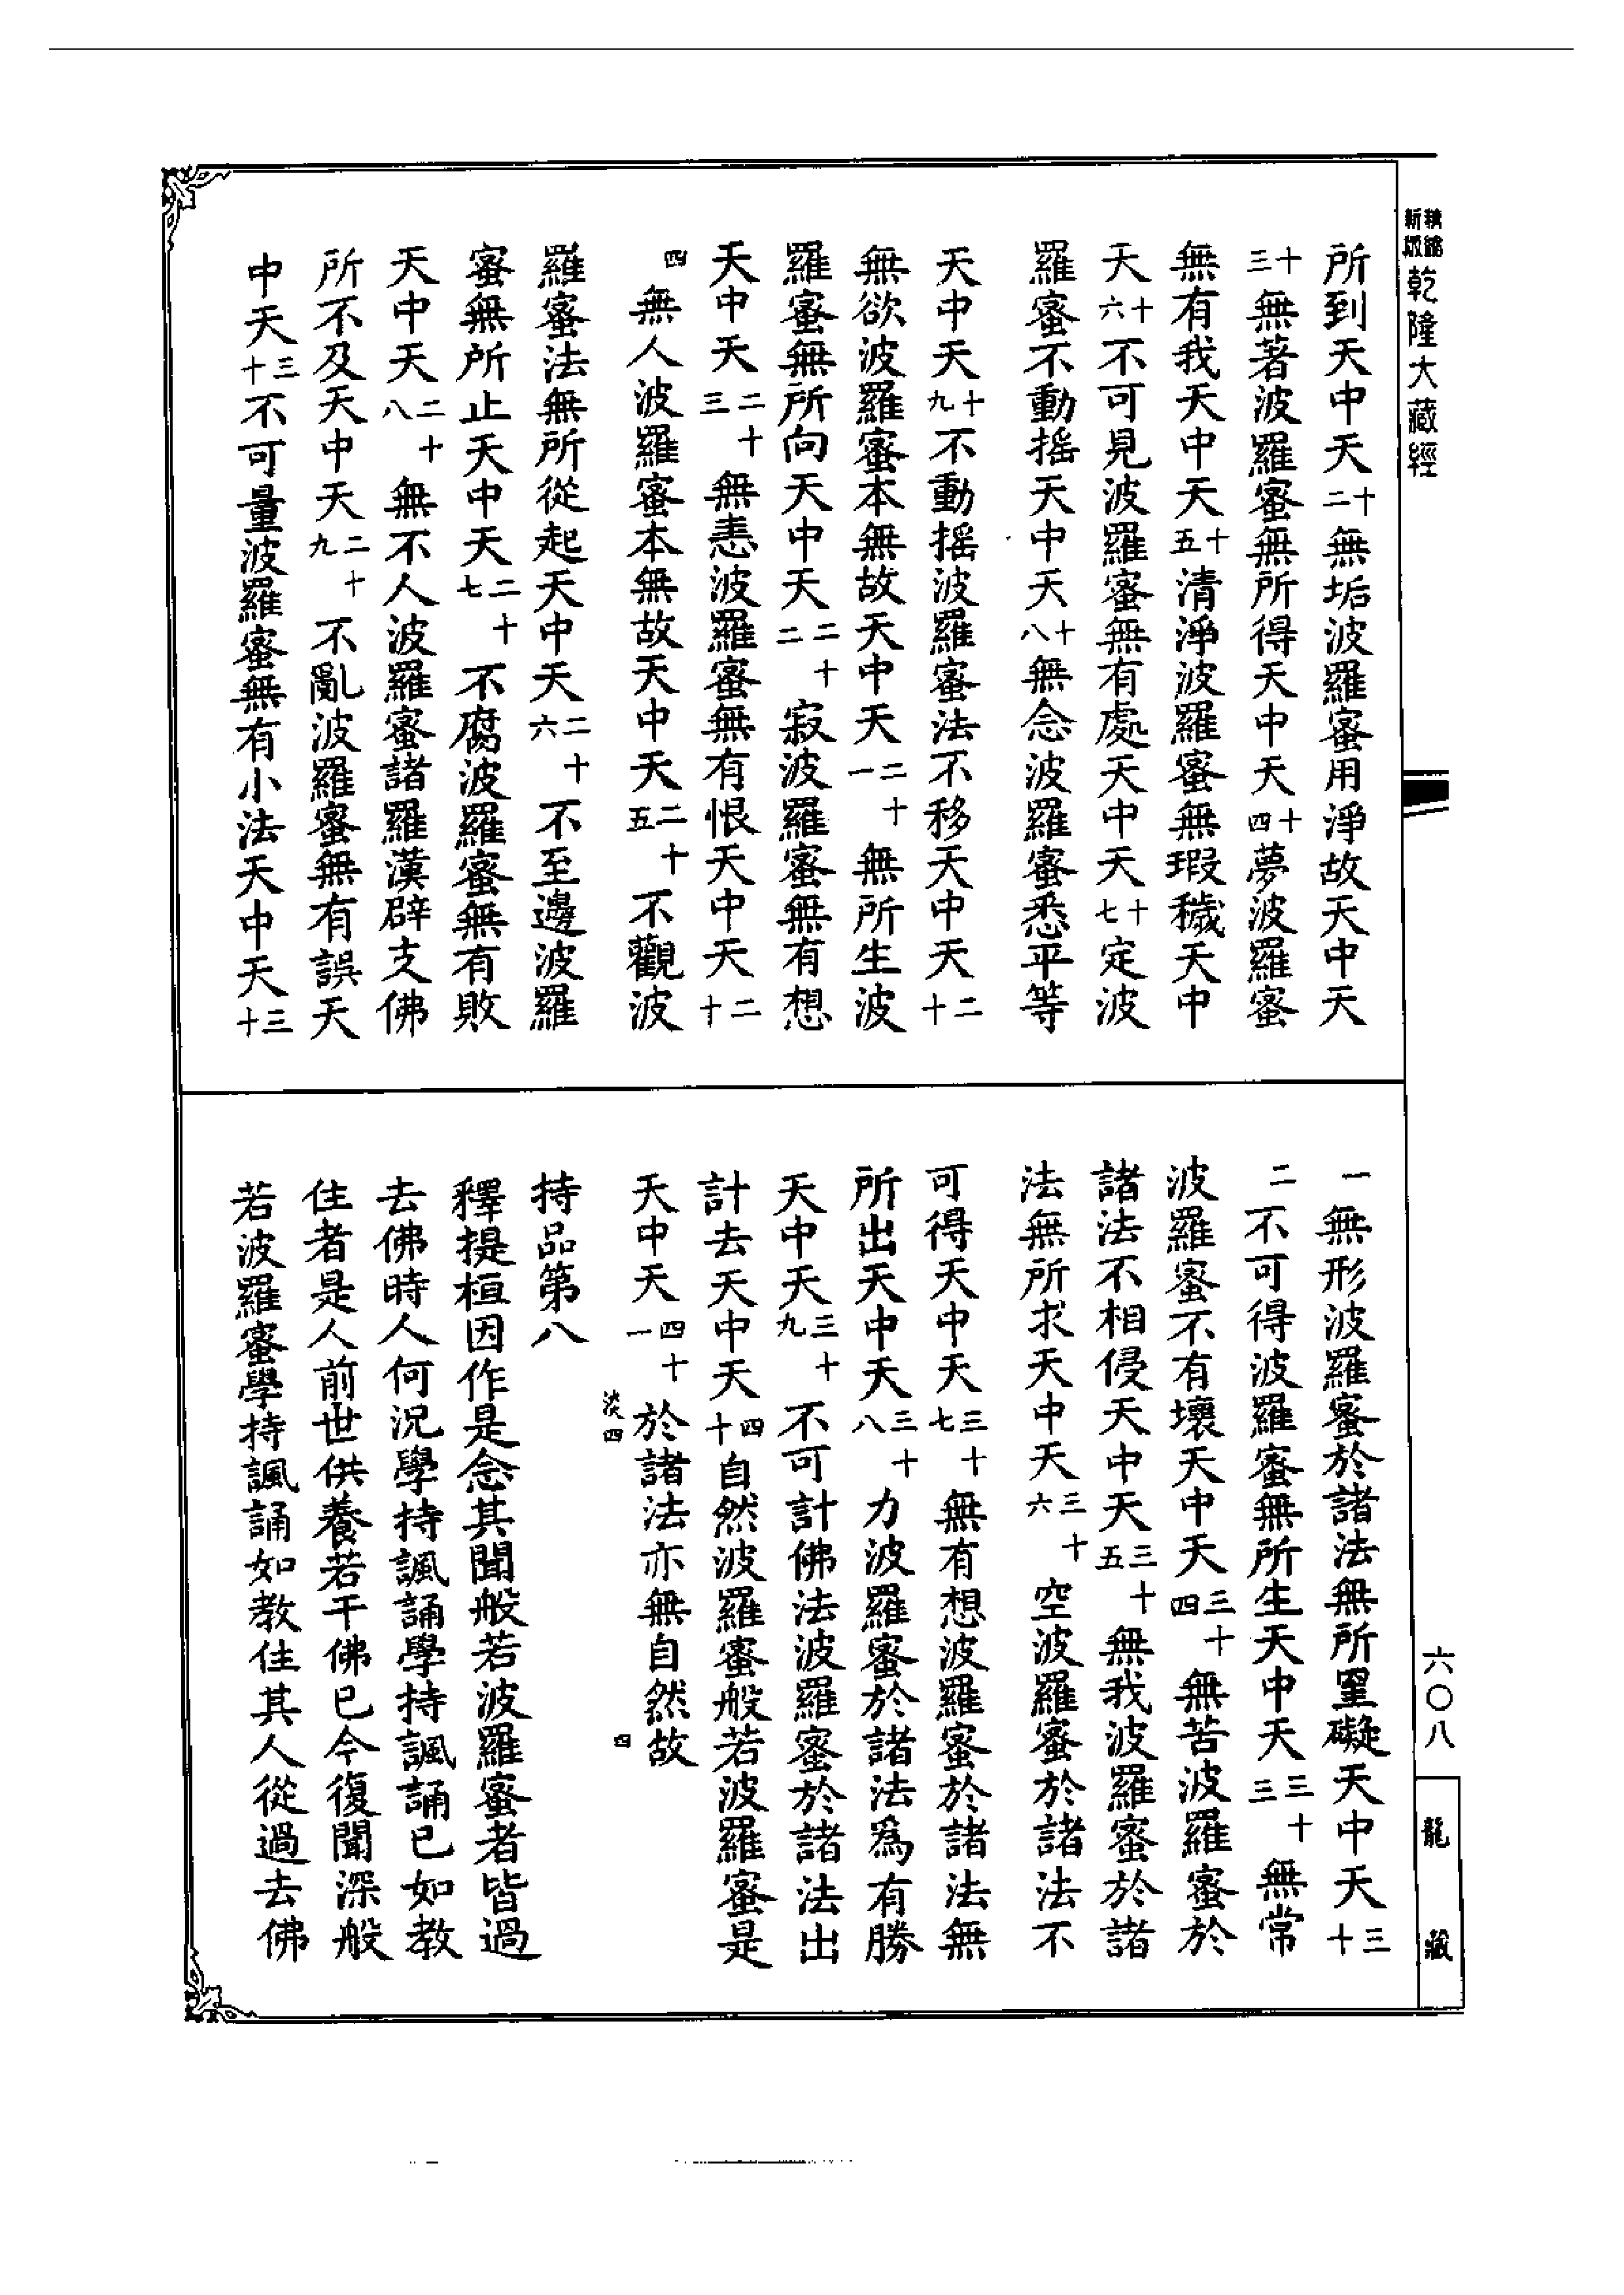 新版精縮乾隆大藏經
所到天中天十二無垢波羅蜜用淨故天中天
十三無著波羅蜜無所得天中天十四夢波羅蜜
無有我天中天十五清淨波羅蜜無瑕穢天中
天十六不可見波羅蜜無有處天中天十七定波
羅蜜不動搖天中天十八無念波羅蜜悉平等
天中天十九不動搖波羅蜜法不移天中天二十
無欲波羅蜜本無故天中天二十一無所生波
羅蜜無所向天中天二十二寂波羅蜜無有想
天中天二十三無恚波羅蜜無有恨天中天二十
四無人波羅蜜本無故天中天二十五不觀波
羅蜜法無所從起天中天二十六不至邊波羅
蜜無所止天中天二十七不腐波羅蜜無有敗
天中天二十八無不人波羅蜜諸羅漢辟支佛
所不及天中天二十九不亂波羅蜜無有誤天
中天三十不可量波羅蜜無有小法天中天三十
一無形波羅蜜於諸法無所罣礙天中天三十
二不可得波羅蜜無所生天中天三十三無常
波羅蜜不有壞天中天三十四無苦波羅蜜於
諸法不相侵天中天三十五無我波羅蜜於諸
法無所求天中天三十六空波羅蜜於諸法不
可得天中天三十七無有想波羅蜜於諸法無
所出天中天三十八力波羅蜜於諸法為有勝
天中天三十九不可計佛法波羅蜜於諸法出
計去天中天四十自然波羅蜜般若波羅蜜是
天中天四十一於諸法亦無自然故
淡四
四
持品第八
釋提桓因作是念其聞般若波羅蜜者皆過
去佛時人何況學持諷誦學持諷誦已如教
住者是人前世供養若干佛已今復聞深般
若波羅蜜學持諷誦如教住其人從過去佛
六〇八
龍藏